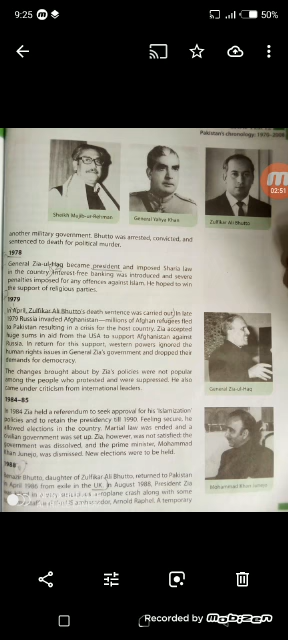 9:25
50%
Pakistan's chronology: 1970-2008
02:51
Sheikh Mujib-ur-Rehman
General Yahya Khan
Zulfikar Ali Bhutto
another military government. Bhutto was arrested, convicted, and
sentenced to death for political murder.
1978
General Zia-ul-Haq became president and imposed Sharia law
in the country. Interest-free banking was introduced and severe
penalties imposed for any offences against Islam. He hoped to win
the support of religious parties.
1979
In April, Zulfikar Ali Bhutto's death sentence was carried out. In late
1979 Russia invaded Afghanistan—millions of Afghan refugees fled
to Pakistan resulting in a crisis for the host country. Zia accepted
huge sums in aid from the USA to support Afghanistan against
Russia. In return for this support, western powers ignored the
human rights issues in General Zia's government and dropped their
demands for democracy.
General Zia-ul-Haq
The changes brought about by Zia's policies were not popular
among the people who protested and were suppressed. He also
came under criticism from international leaders.
1984–85
In 1984 Zia held a referendum to seek approval for his 'Islamization'
policies and to retain the presidency till 1990. Feeling secure, he
allowed elections in the country. Martial law was ended and a
civilian government was set up. Zia, however, was not satisfied, the
government was dissolved, and the prime minister, Mohammad
Khan Junejo, was dismissed. New elections were to be held.
Mohammad Khan Junejo
1988
Benazir Bhutto, daughter of Zulfikar Ali Bhutto, returned to Pakistan
in April 1986 from exile in the UK. In August 1988, President Zia
aeroplane crash along with some
ambassador, Arnold Raphel. A temporary
Recorded by mobizen